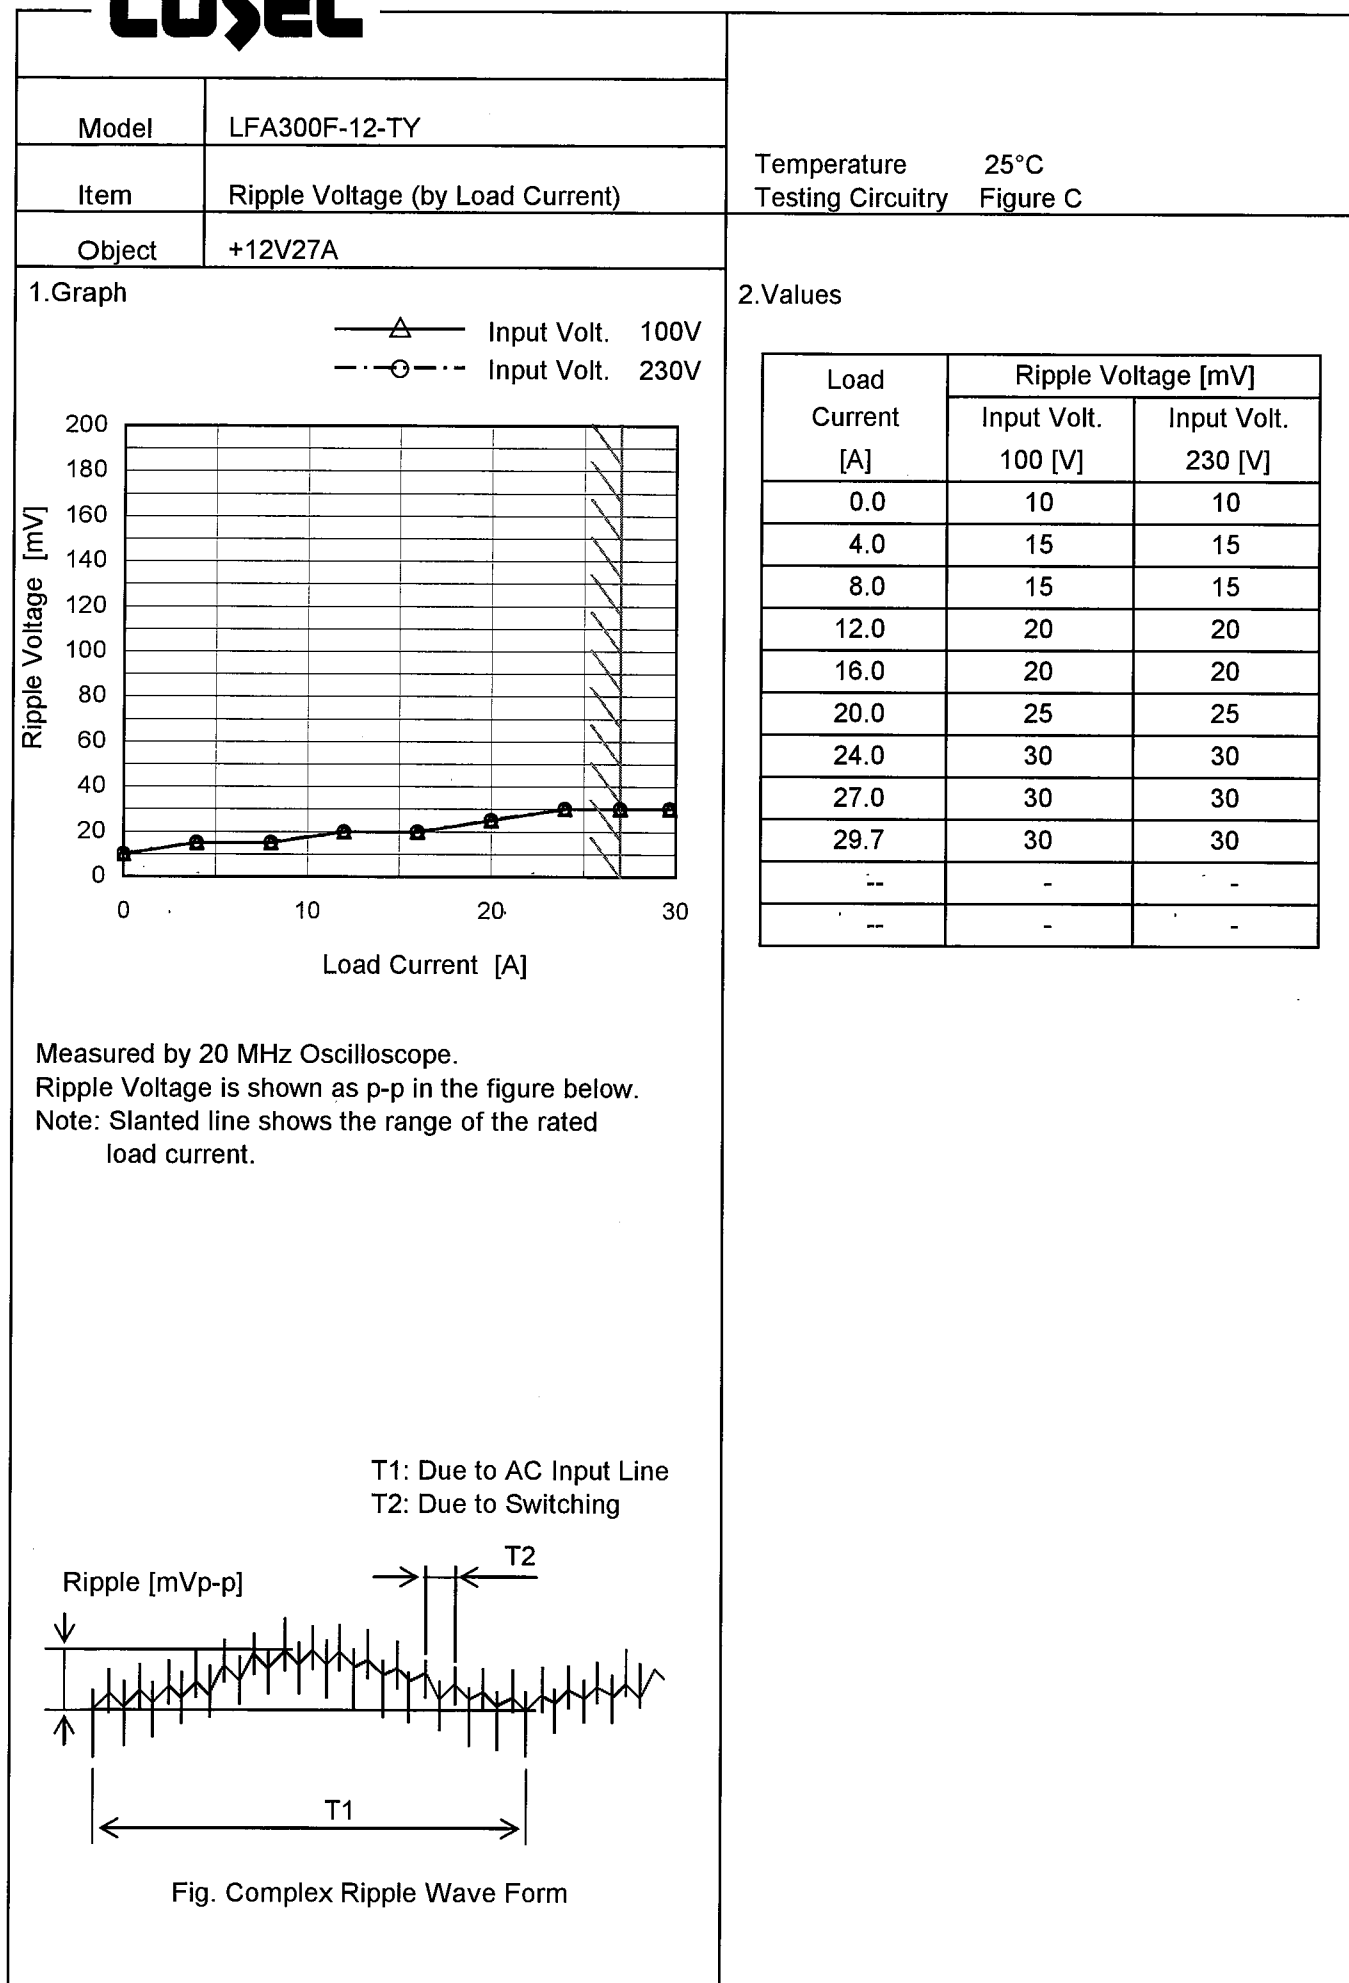 COSEL
Model LFA300F-12-TY
Item Ripple Voltage (by Load Current)
Object +12V27A
Temperature 25°C
Testing Circuitry Figure C
1.Graph
Input Volt. 100V
Input Volt. 230V
Ripple Voltage [mV]
200
180
160
140
120
100
80
60
40
20
0
0 10 20 30
Load Current [A]
Measured by 20 MHz Oscilloscope.
Ripple Voltage is shown as p-p in the figure below.
Note: Slanted line shows the range of the rated
load current.
T1: Due to AC Input Line
T2: Due to Switching
T2
Ripple [mVp-p]
T1
Fig. Complex Ripple Wave Form
2.Values
Load Ripple Voltage [mV]
Current Input Volt. Input Volt.
[A] 100 [V] 230 [V]
0.0 10 10
4.0 15 15
8.0 15 15
12.0 20 20
16.0 20 20
20.0 25 25
24.0 30 30
27.0 30 30
29.7 30 30
-- - -
-- - -